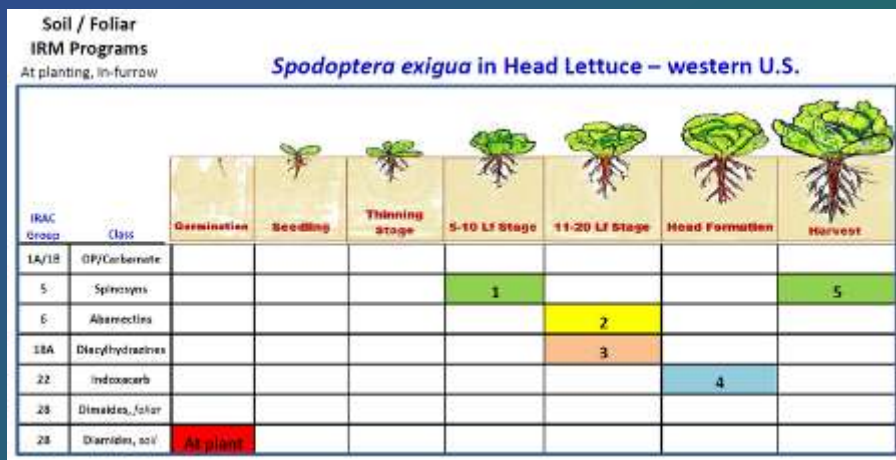 Soil / Foliar
IRM Programs
At planting, In-furrow
Spodoptera exigua in Head Lettuce – western U.S.
IRAC Group Class Germination Seedling Thinning Stage 5-10 Lf Stage 11-20 Lf Stage Head Formation Harvest
1A/1B OP/Carbamate
5 Spinosyns 1 5
6 Abamectins 2
18A Diacylhydrazines 3
22 Indoxacarb 4
28 foliar
28 Diamides, soil At plant